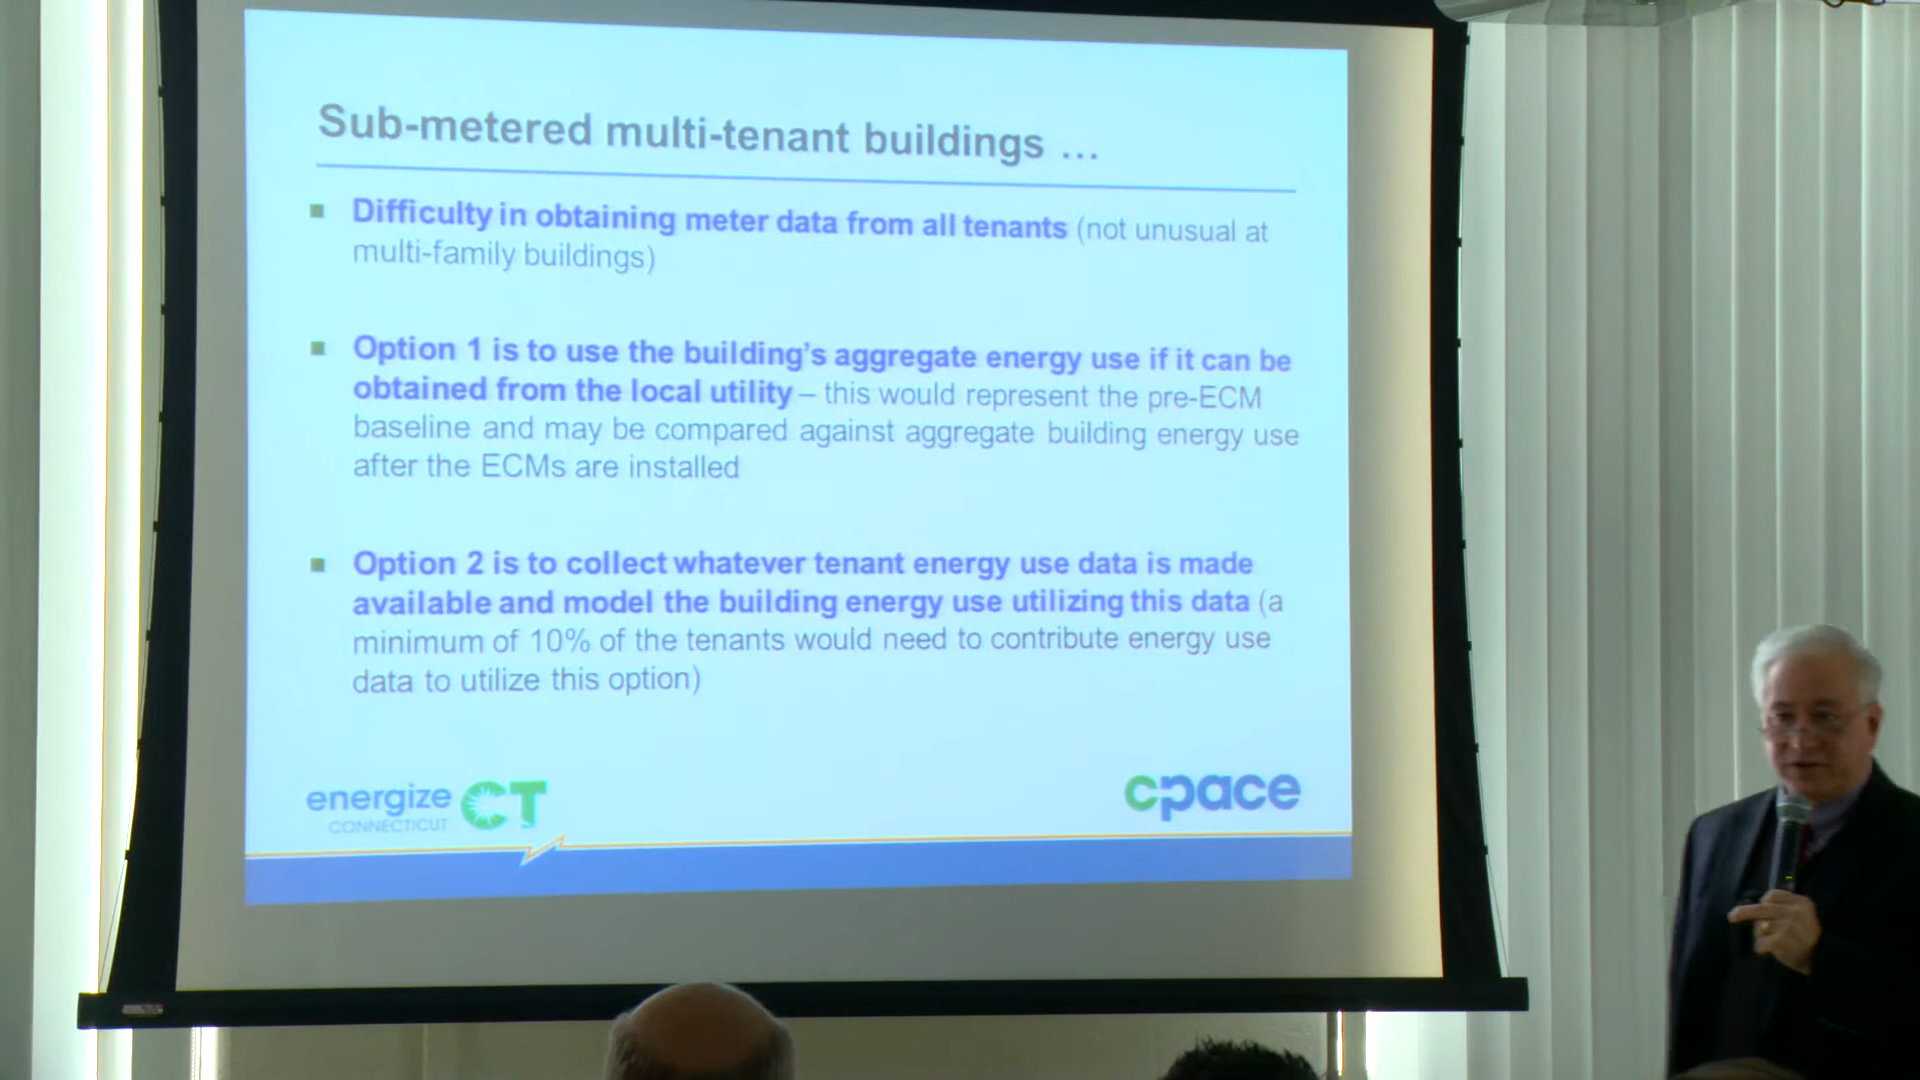 Sub-metered multi-tenant buildings …
Difficulty in obtaining meter data from all tenants (not unusual at
multi-family buildings)
Option 1 is to use the building's aggregate energy use if it can be
obtained from the local utility – this would represent the pre-ECM
baseline and may be compared against aggregate building energy use
after the ECMs are installed
Option 2 is to collect whatever tenant energy use data is made
available and model the building energy use utilizing this data (a
minimum of 10% of the tenants would need to contribute energy use
data to utilize this option)
energize CT
CONNECTICUT
cpace